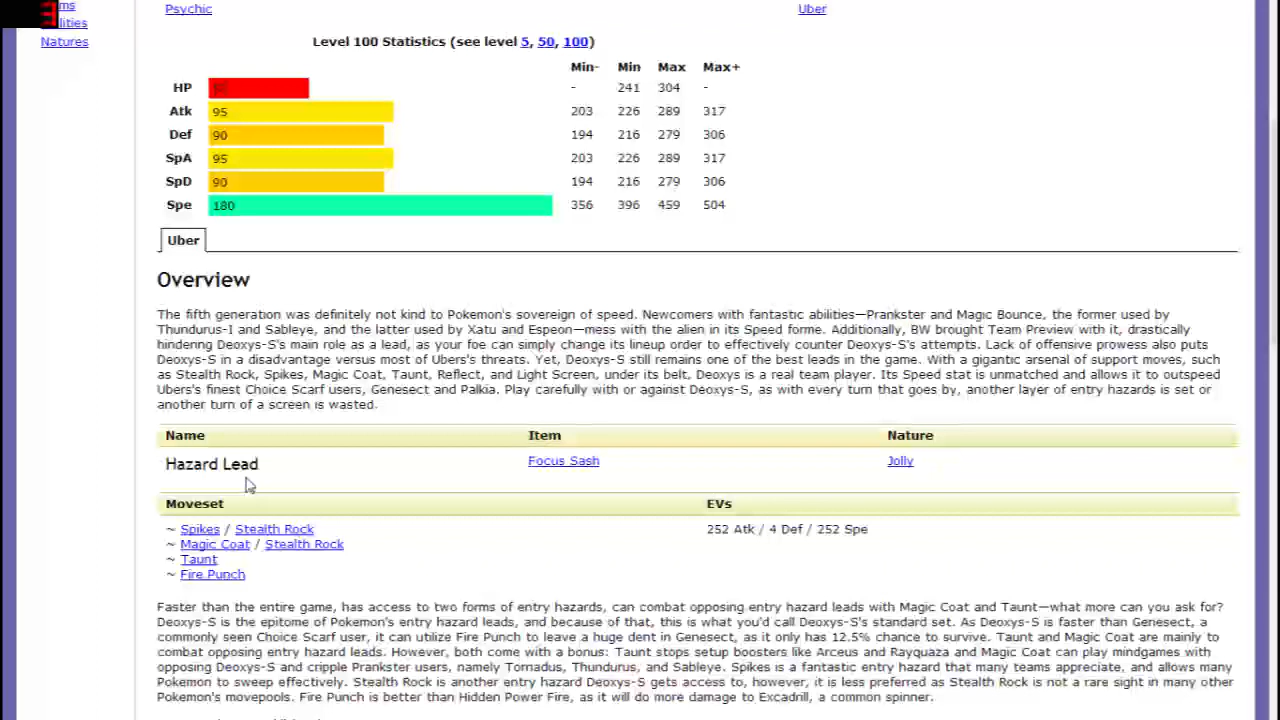 ms
Psychic Uber
lities
Natures Level 100 Statistics (see level 5, 50, 100)
Min- Min Max Max+
HP - 241 304 -
Atk 95 203 226 289 317
Def 90 194 216 279 306
SpA 95 203 226 289 317
SpD 90 194 216 279 306
Spe 180 356 396 459 504
Uber
Overview
The fifth generation was definitely not kind to Pokemon's sovereign of speed. Newcomers with fantastic abilities—Prankster and Magic Bounce, the former used by
Thundurus-I and Sableye, and the latter used by Xatu and Espeon—mess with the alien in its Speed forme. Additionally, BW brought Team Preview with it, drastically
hindering Deoxys-S's main role as a lead, as your foe can simply change its lineup order to effectively counter Deoxys-S's attempts. Lack of offensive prowess also puts
Deoxys-S in a disadvantage versus most of Ubers's threats. Yet, Deoxys-S still remains one of the best leads in the game. With a gigantic arsenal of support moves, such
as Stealth Rock, Spikes, Magic Coat, Taunt, Reflect, and Light Screen, under its belt, Deoxys is a real team player. Its Speed stat is unmatched and allows it to outspeed
Ubers's finest Choice Scarf users, Genesect and Palkia. Play carefully with or against Deoxys-S, as with every turn that goes by, another layer of entry hazards is set or
another turn of a screen is wasted.
Name Item Nature
Hazard Lead Focus Sash Jolly
Moveset EVs
~ Spikes / Stealth Rock 252 Atk / 4 Def / 252 Spe
~ Magic Coat / Stealth Rock
~ Taunt
~ Fire Punch
Faster than the entire game, has access to two forms of entry hazards, can combat opposing entry hazard leads with Magic Coat and Taunt—what more can you ask for?
Deoxys-S is the epitome of Pokemon's entry hazard leads, and because of that, this is what you'd call Deoxys-S's standard set. As Deoxys-S is faster than Genesect, a
commonly seen Choice Scarf user, it can utilize Fire Punch to leave a huge dent in Genesect, as it only has 12.5% chance to survive. Taunt and Magic Coat are mainly to
combat opposing entry hazard leads. However, both come with a bonus: Taunt stops setup boosters like Arceus and Rayquaza and Magic Coat can play mindgames with
opposing Deoxys-S and cripple Prankster users, namely Tornadus, Thundurus, and Sableye. Spikes is a fantastic entry hazard that many teams appreciate, and allows many
Pokemon to sweep effectively. Stealth Rock is another entry hazard Deoxys-S gets access to, however, it is less preferred as Stealth Rock is not a rare sight in many other
Pokemon's movepools. Fire Punch is better than Hidden Power Fire, as it will do more damage to Excadrill, a common spinner.